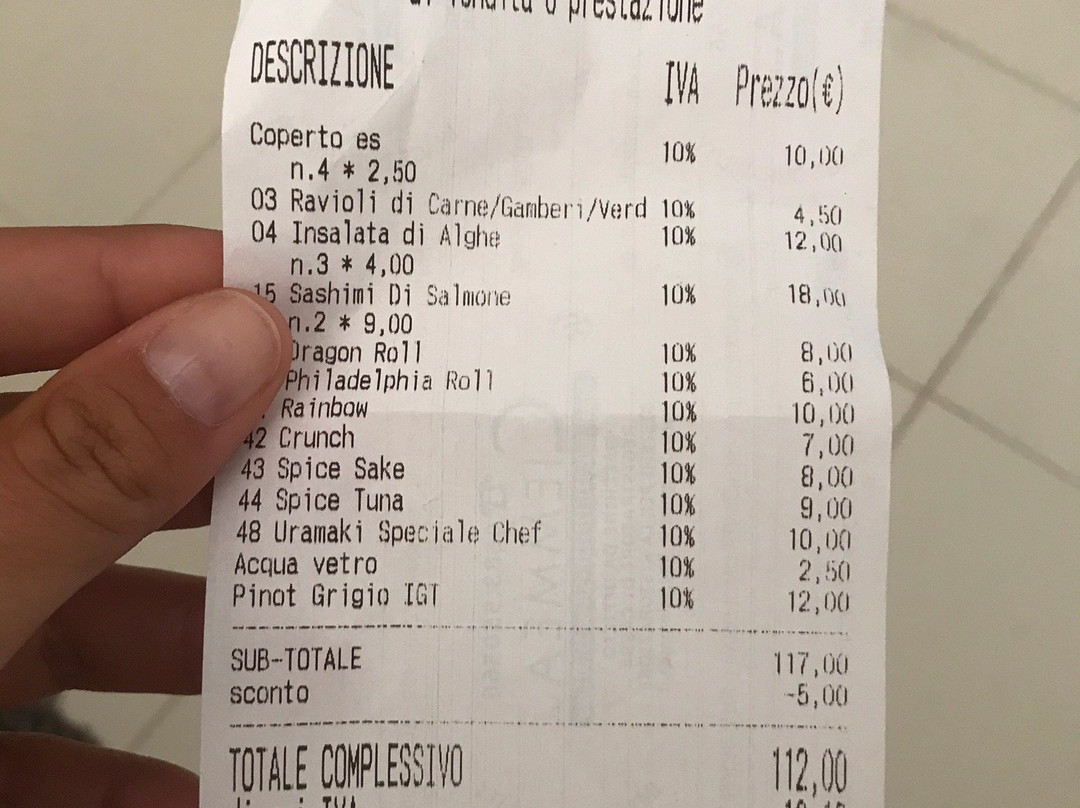 prestazione
DESCRIZIONE IVA Prezzo(€)
Coperto es 10% 10,00
n.4 * 2,50
03 Ravioli di Carne/Gamberi/Verd 10% 4,50
04 Insalata di Alghe 10% 12,00
n.3 * 4,00
15 Sashimi Di Salmone 10% 18,00
n.2 * 9,00
Dragon Roll 10% 8,00
Philadelphia Roll 10% 6,00
Rainbow 10% 10,00
42 Crunch 10% 7,00
43 Spice Sake 10% 8,00
44 Spice Tuna 10% 9,00
48 Uramaki Speciale Chef 10% 10,00
Acqua vetro 10% 2,50
Pinot Grigio IGT 10% 12,00
SUB-TOTALE 117,00
sconto -5,00
TOTALE COMPLESSIVO 112,00
di cui IVA